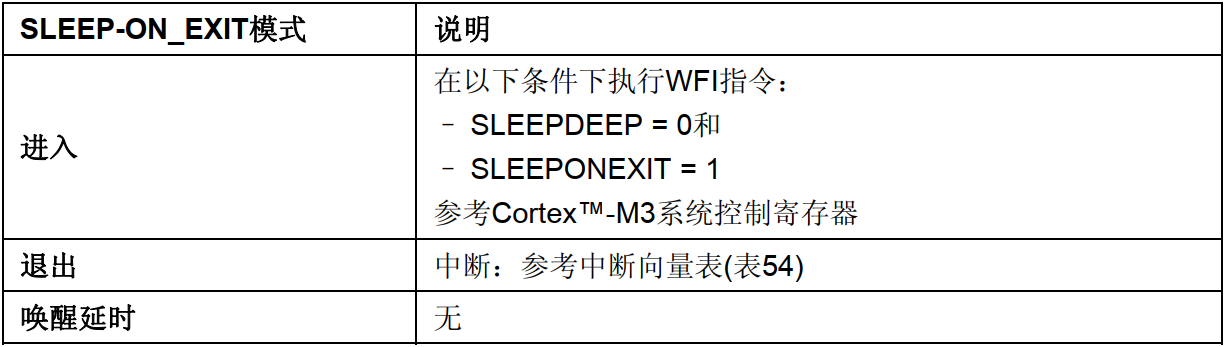 SLEEP-ON_EXIT模式 说明
进入
在以下条件下执行WFI指令：
– SLEEPDEEP = 0和
– SLEEPONEXIT = 1
参考Cortex™-M3系统控制寄存器
退出 中断：参考中断向量表(表54)
唤醒延时 无